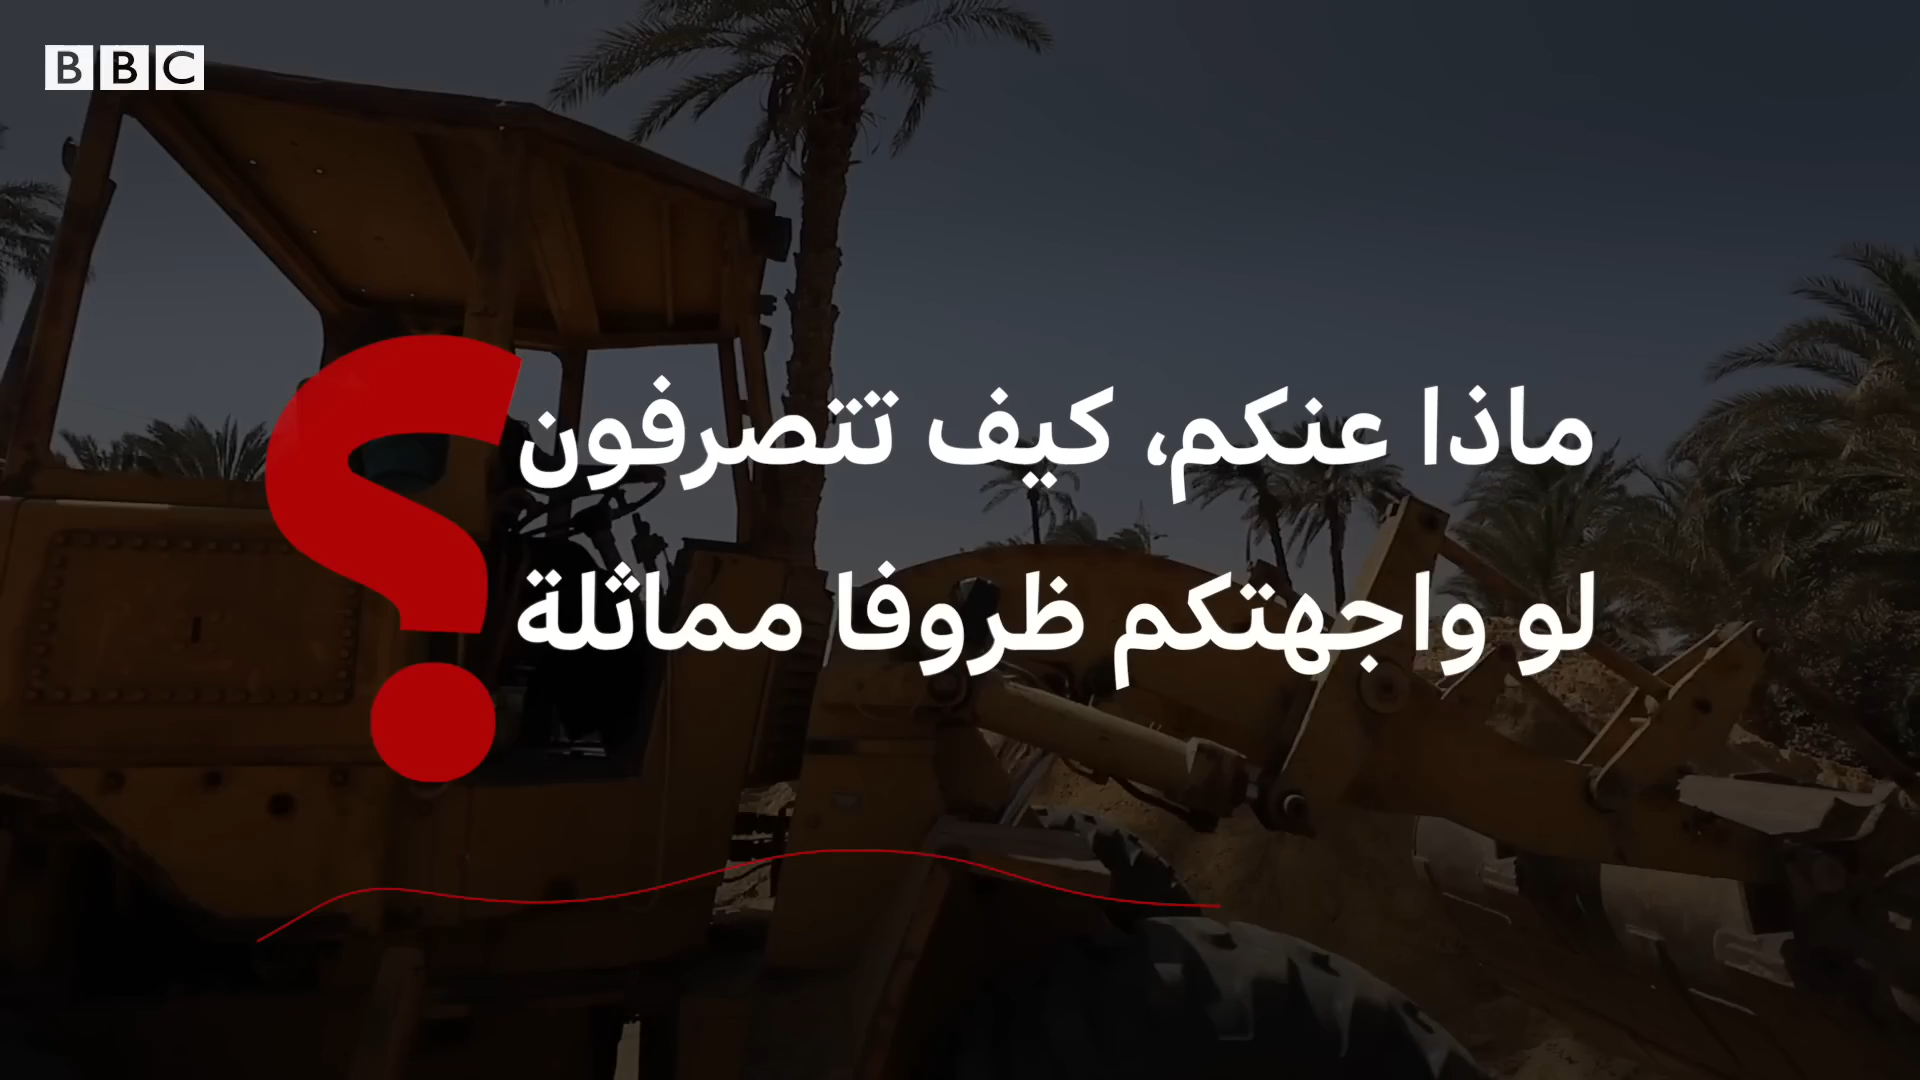 BBC
ماذا عنكم، كيف تتصرفون
لو واجهتكم ظروفا مماثلة
؟